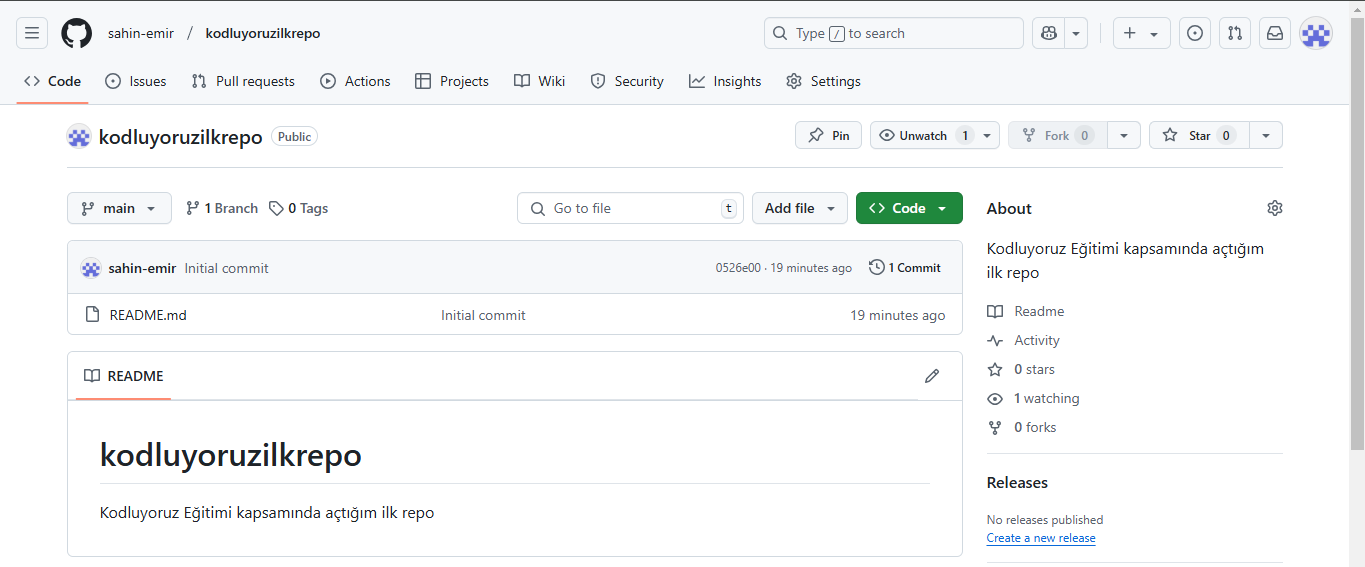 sahin-emir / kodluyoruzilkrepo
Type / to search
Code Issues Pull requests Actions Projects Wiki Security Insights Settings
kodluyoruzilkrepo Public
Pin Unwatch 1 Fork 0 Star 0
main 1 Branch 0 Tags Go to file t Add file Code
sahin-emir Initial commit 0526e00 · 19 minutes ago 1 Commit
README.md Initial commit 19 minutes ago
README
kodluyoruzilkrepo
Kodluyoruz Eğitimi kapsamında açtığım ilk repo
About
Kodluyoruz Eğitimi kapsamında açtığım
ilk repo
Readme
Activity
0 stars
1 watching
0 forks
Releases
No releases published
Create a new release